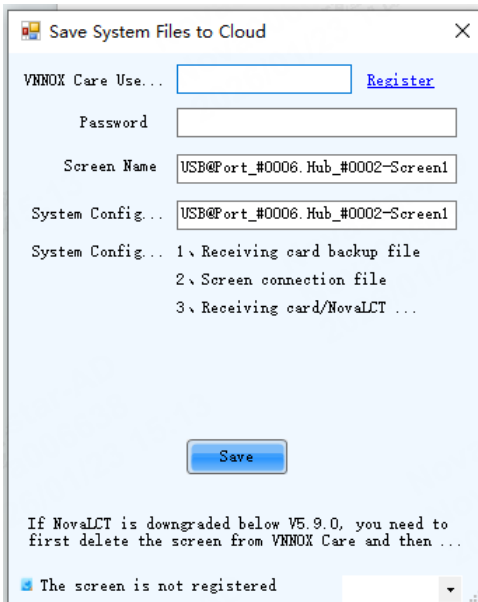 Save System Files to Cloud
VNNOX Care Use... Register
Password
Screen Name USB@Port_#0006.Hub_#0002-Screen1
System Config... USB@Port_#0006.Hub_#0002-Screen1
System Config... 1、Receiving card backup file
2、Screen connection file
3、Receiving card/NovaLCT ...
Save
If NovaLCT is downgraded below V5.9.0, you need to
first delete the screen from VNNOX Care and then ...
The screen is not registered